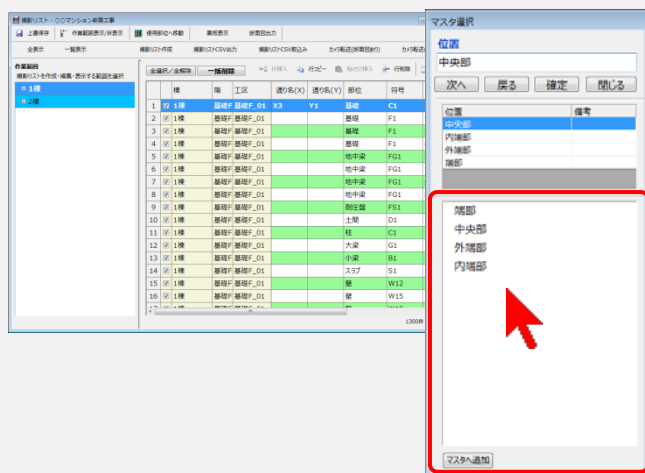 撮影リスト - 〇〇マンション新築工事
上書保存 作業範囲表示/非表示 使用部位へ移動 黒板表示 断面図出力
全表示 一覧表示 撮影リスト作成 撮影リストCSV出力 撮影リストCSV取込み カメラ転送(断面図あり) カメラ転送(断
作業範囲
撮影リストを作成・編集・表示する範囲を選択
1棟
2棟
全選択/全解除 一括削除 行挿入 行コピー 貼り付け挿入 行削除
棟 階 工区 通り名(X) 通り名(Y) 部位 符号
1 1棟 基礎F 基礎F_01 X3 Y1 基礎 C1
2 1棟 基礎F 基礎F_01 基礎 F1
3 1棟 基礎F 基礎F_01 基礎 F1
4 1棟 基礎F 基礎F_01 基礎 F1
5 1棟 基礎F 基礎F_01 地中梁 FG1
6 1棟 基礎F 基礎F_01 地中梁 FG1
7 1棟 基礎F 基礎F_01 地中梁 FG1
8 1棟 基礎F 基礎F_01 地中梁 FG1
9 1棟 基礎F 基礎F_01 耐圧盤 FS1
10 1棟 基礎F 基礎F_01 土間 D1
11 1棟 基礎F 基礎F_01 柱 C1
12 1棟 基礎F 基礎F_01 大梁 G1
13 1棟 基礎F 基礎F_01 小梁 B1
14 1棟 基礎F 基礎F_01 スラブ S1
15 1棟 基礎F 基礎F_01 壁 W12
16 1棟 基礎F 基礎F_01 壁 W15
1300件
マスタ選択
位置
中央部
次へ 戻る 確定 閉じる
位置 備考
中央部
内端部
外端部
端部
端部
中央部
外端部
内端部
マスタへ追加